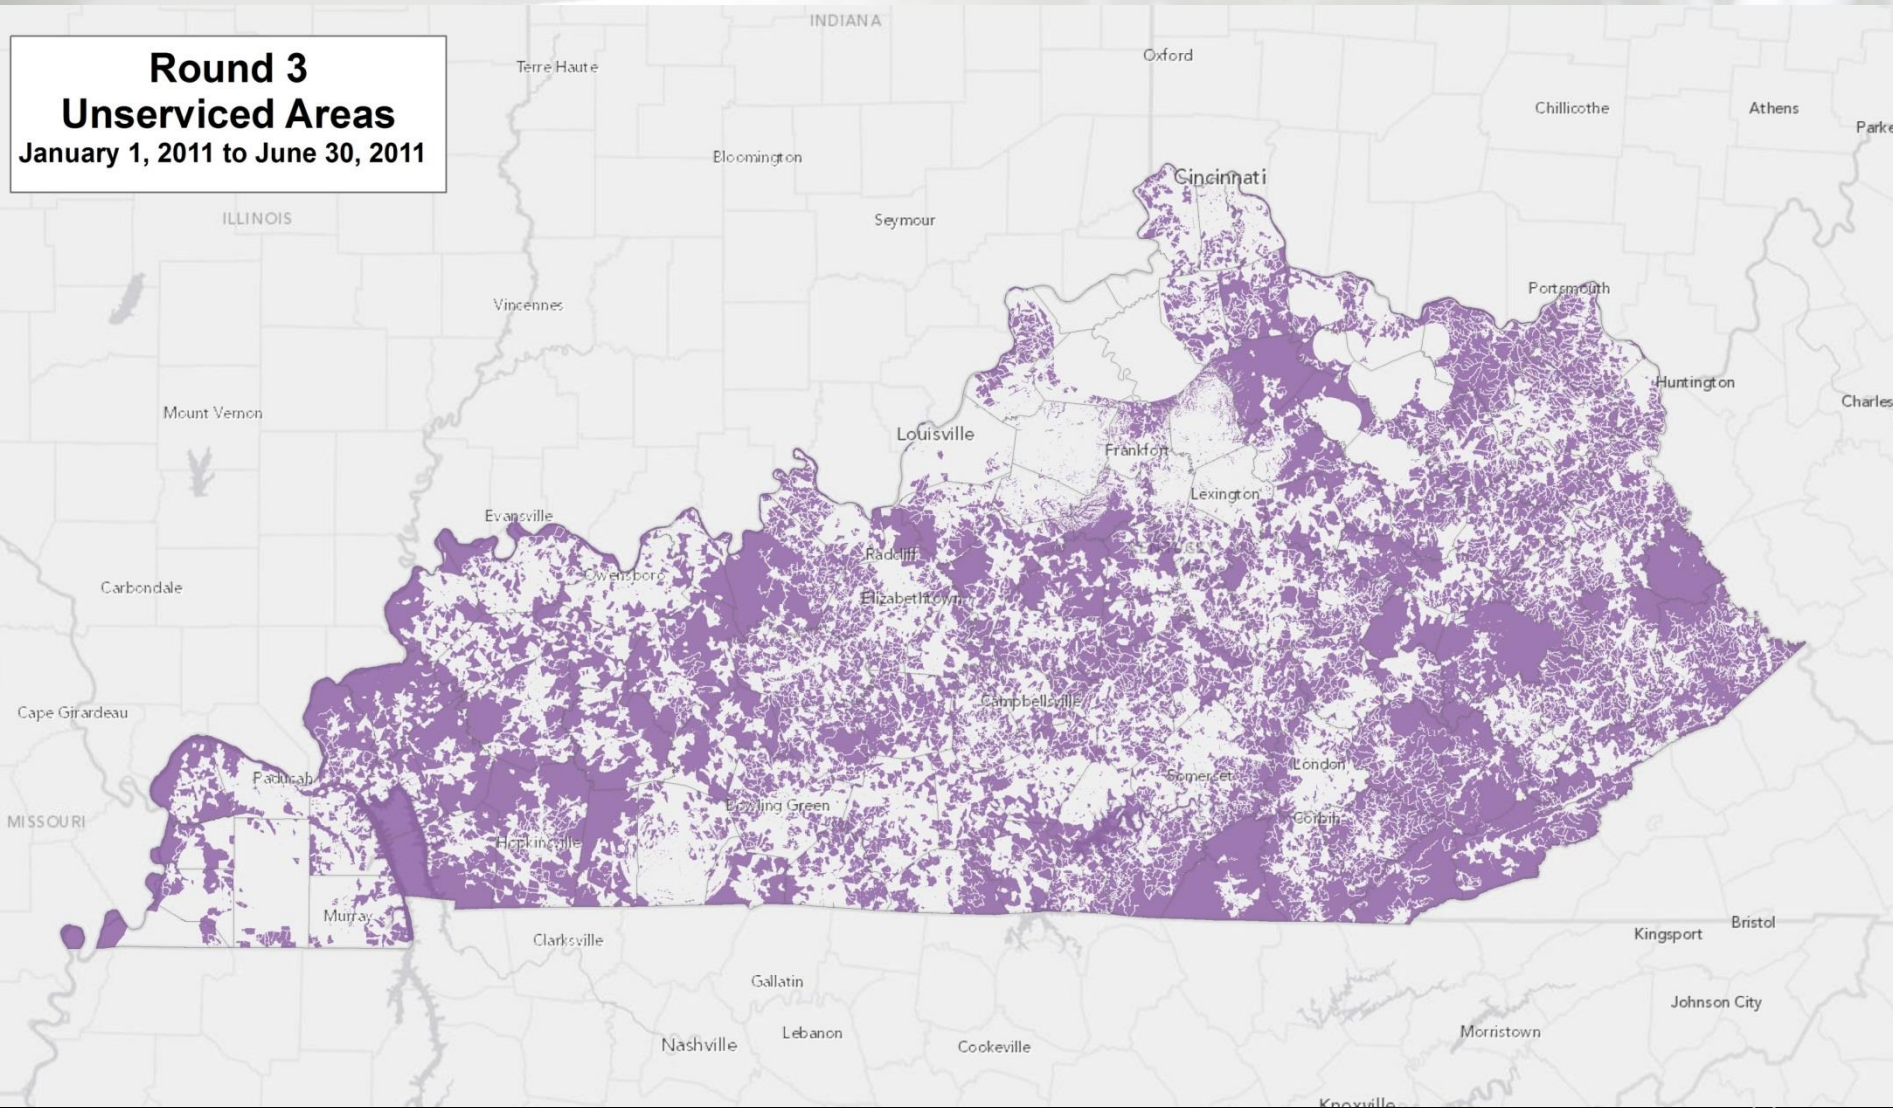 Round 3
Unserviced Areas
January 1, 2011 to June 30, 2011
INDIANA
Oxford
Terre Haute
Chillicothe
Athens
Bloomington
Cincinnati
ILLINOIS
Seymour
Portsmouth
Vincennes
Huntington
Mount Vernon
Louisville
Frankfort
Lexington
Evansville
Radcliff
KENTUCKY
Owensboro
Carbondale
Elizabethtown
Campbellsville
Cape Girardeau
Paducah
Somerset
London
Bowling Green
MISSOURI
Hopkinsville
Corbin
Murray
Bristol
Kingsport
Clarksville
Gallatin
Johnson City
Lebanon
Morristown
Nashville
Cookeville
Knoxville